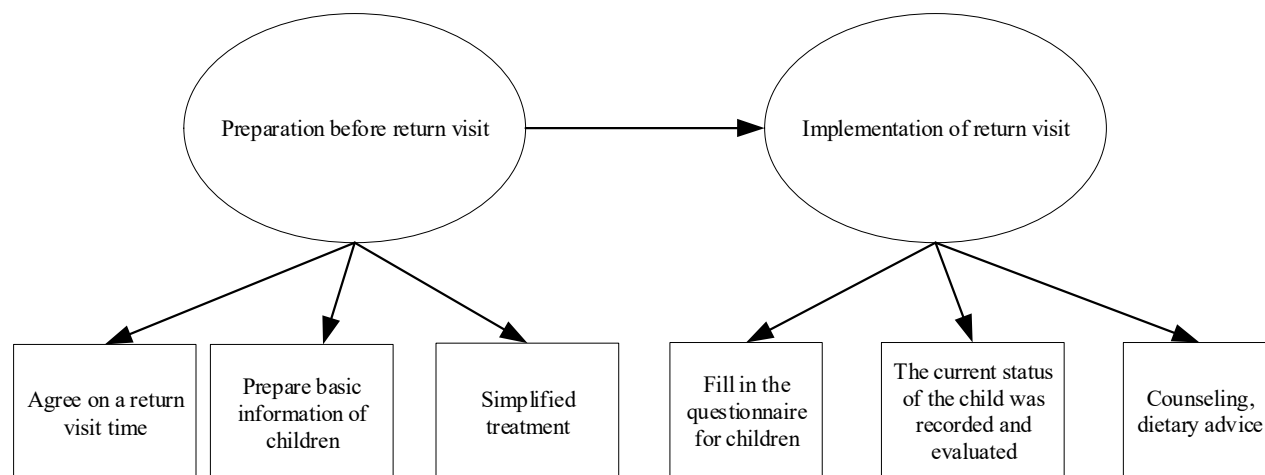 Preparation before return visit
Implementation of return visit
Agree on a return
visit time
Prepare basic
information of
children
Simplified
treatment
Fill in the
questionnaire
for children
The current status
of the child was
recorded and
evaluated
Counseling,
dietary advice